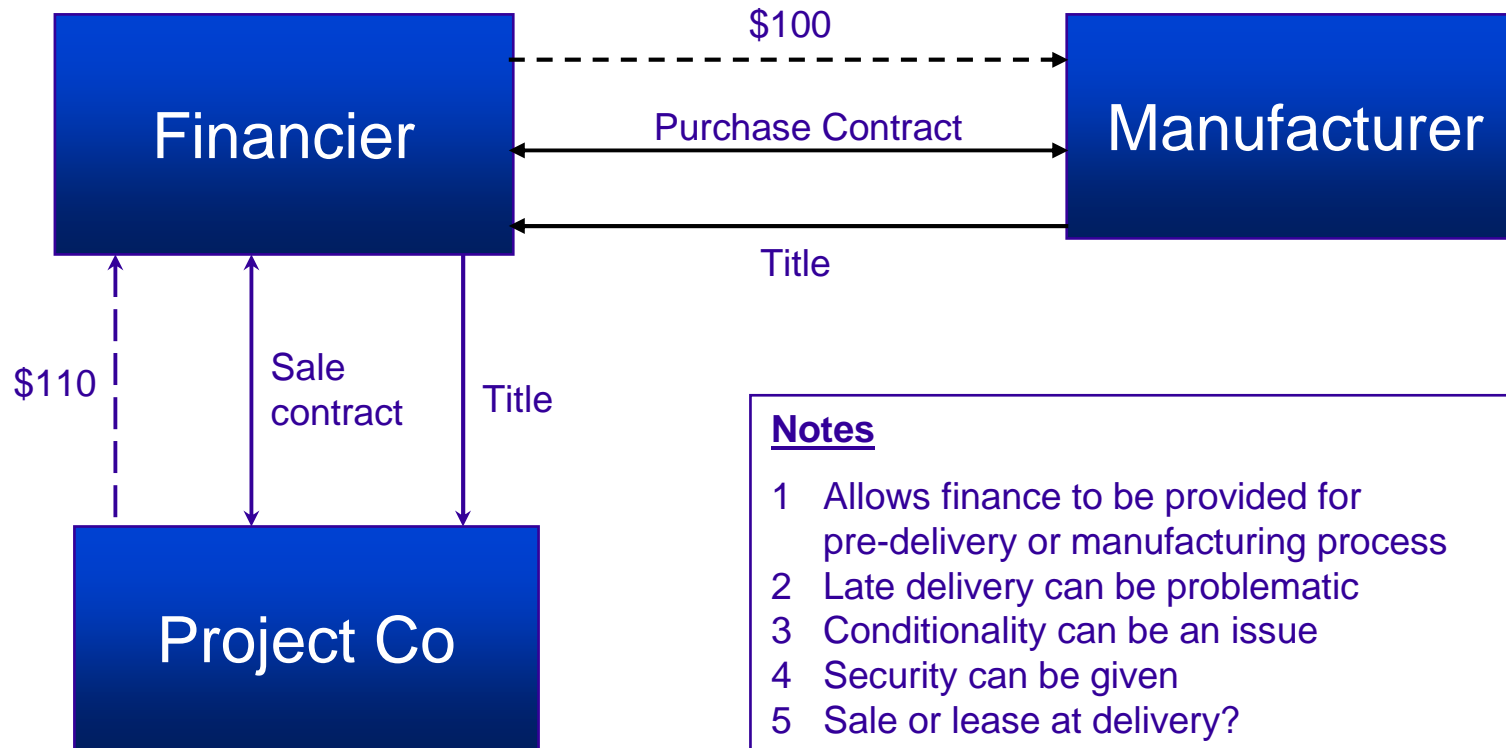 $100
Financier
Purchase Contract
Manufacturer
Title
$110
Sale
contract
Title
Project Co
Notes
1 Allows finance to be provided for
pre-delivery or manufacturing process
2 Late delivery can be problematic
3 Conditionality can be an issue
4 Security can be given
5 Sale or lease at delivery?